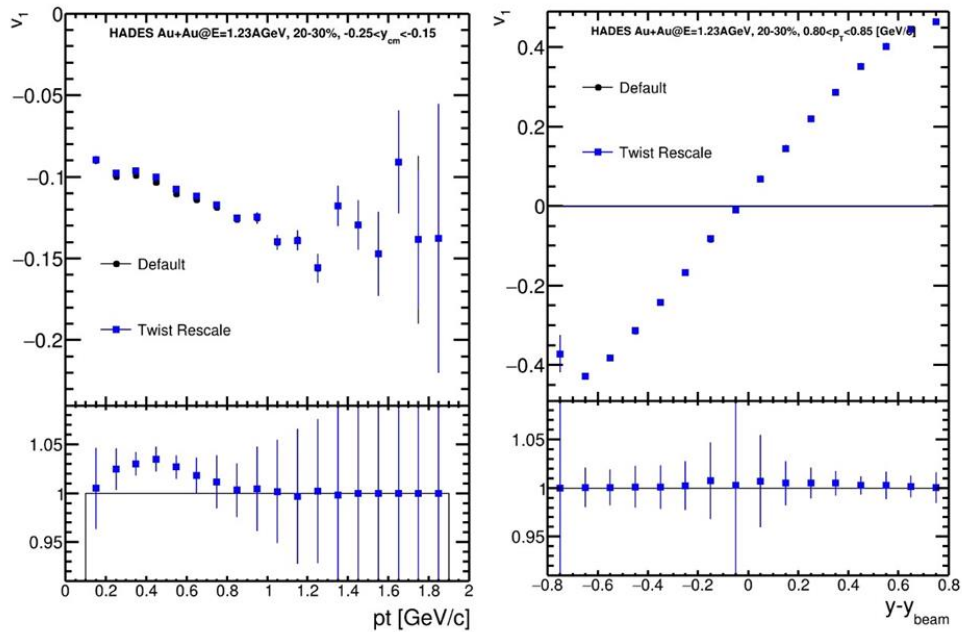 v1
HADES Au+Au@E=1.23AGeV, 20-30%, -0.25<ycm<-0.15
0
−0.05
−0.1
−0.15
−0.2
Default
Twist Rescale
1.05
1
0.95
0 0.2 0.4 0.6 0.8 1 1.2 1.4 1.6 1.8 2
pt [GeV/c]
v1
HADES Au+Au@E=1.23AGeV, 20-30%, 0.80<pT<0.85 [GeV/c]
0.4
0.2
0
−0.2
−0.4
Default
Twist Rescale
1.05
1
0.95
−0.8 −0.6 −0.4 −0.2 0 0.2 0.4 0.6 0.8
y-ybeam